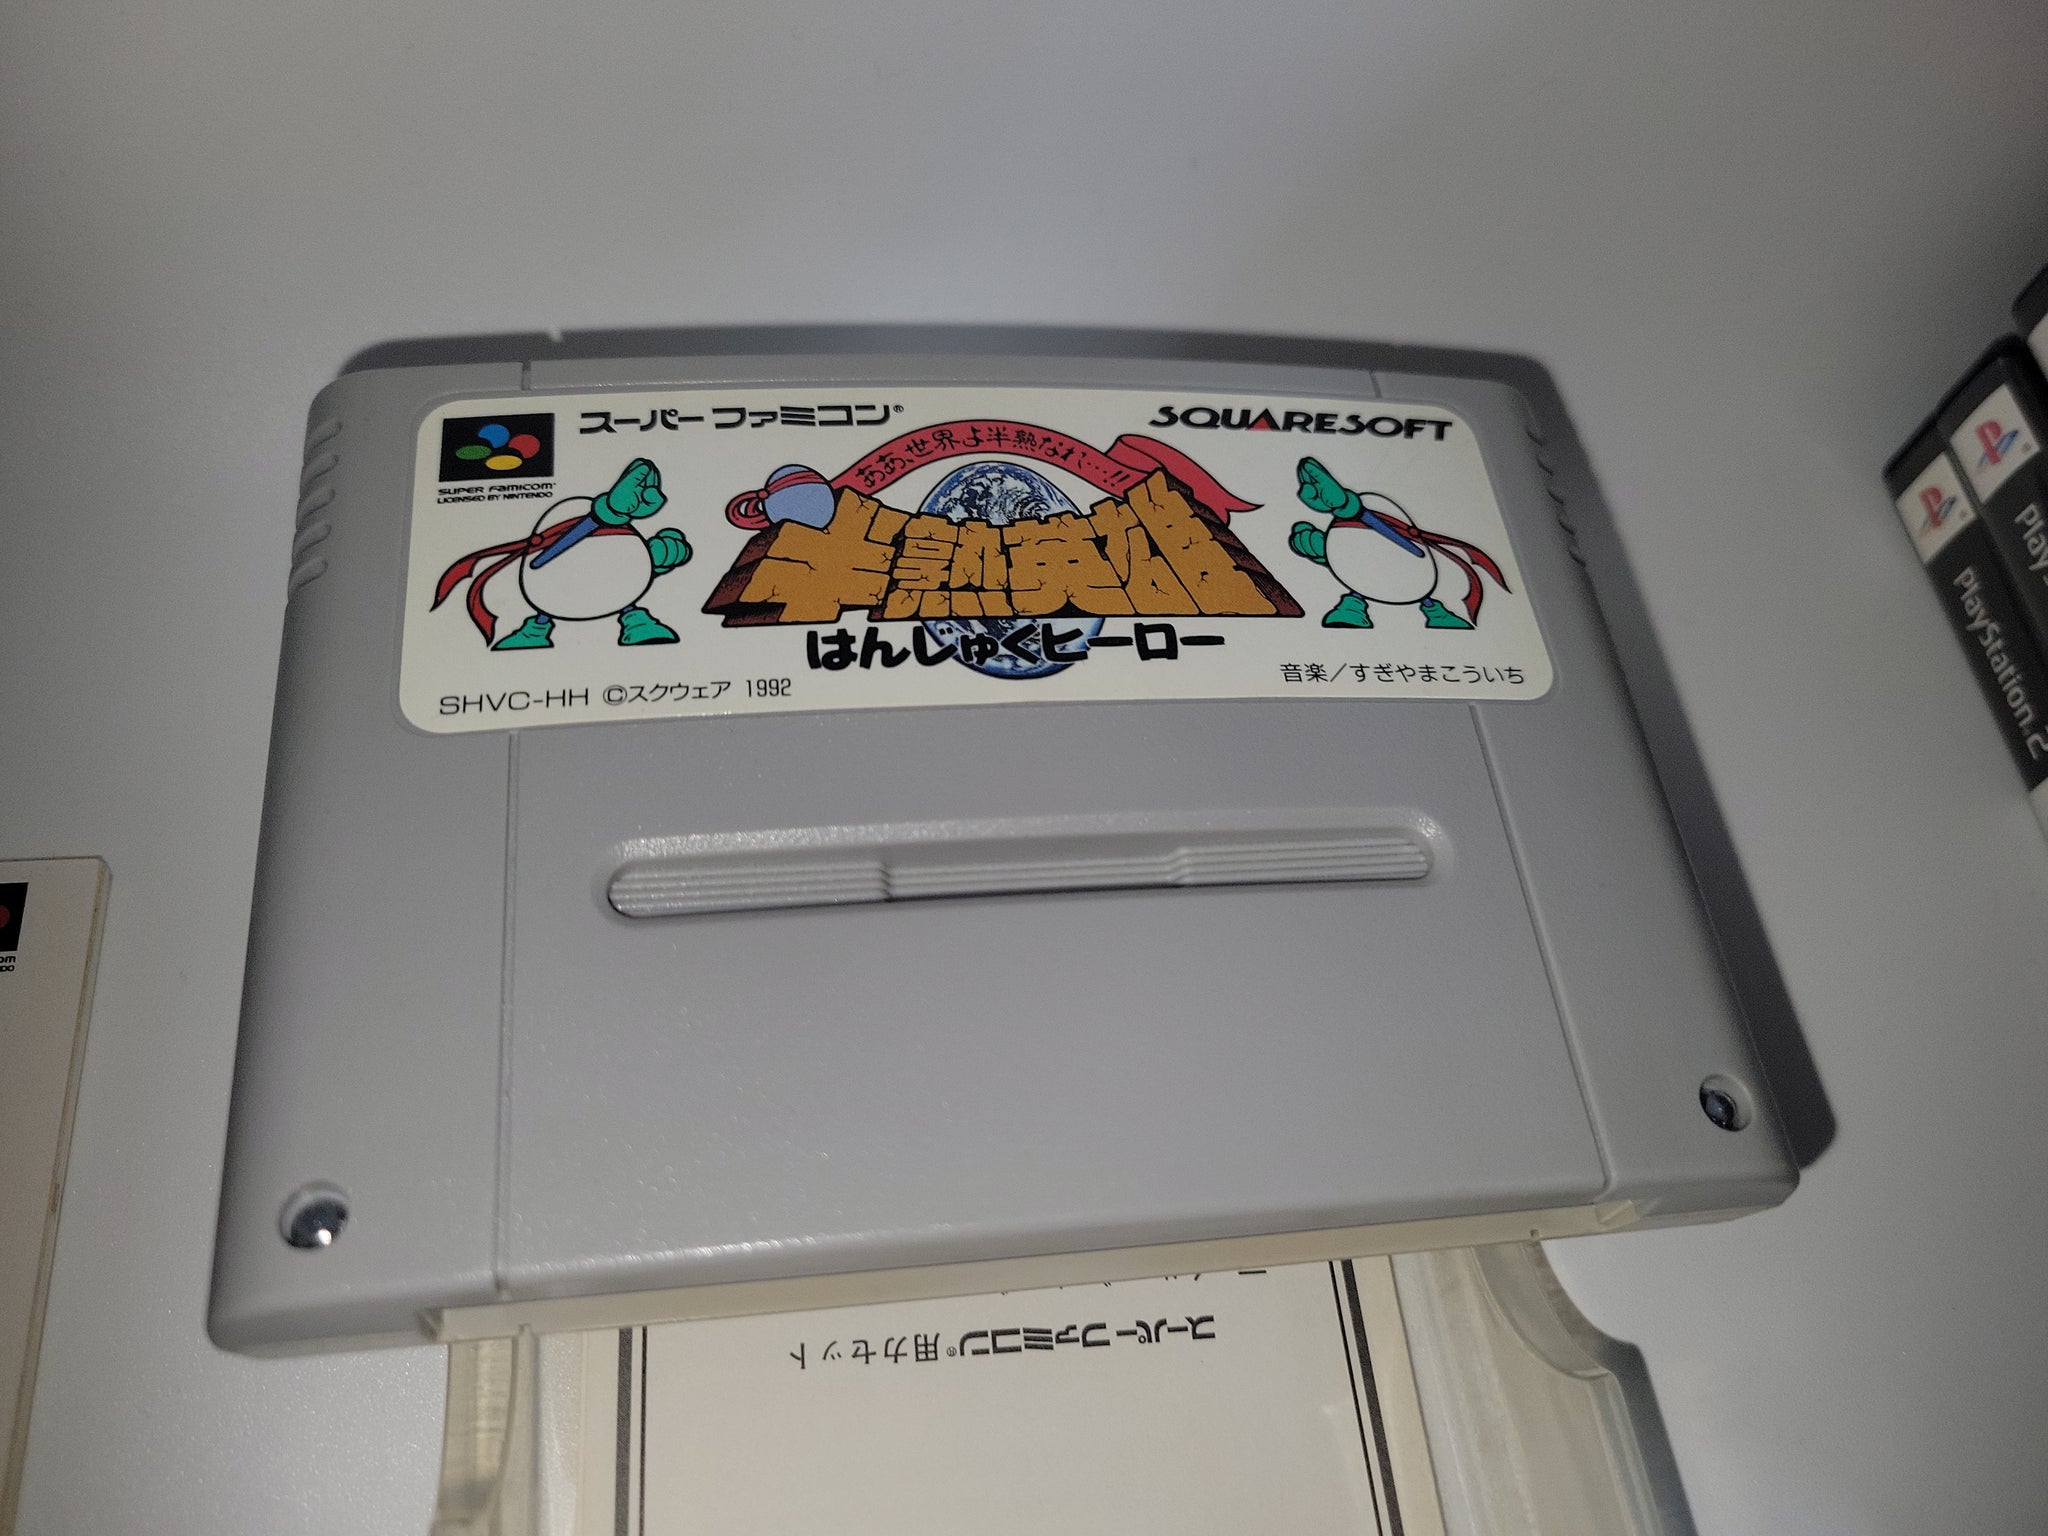 スーパーファミコン®
SQUARESOFT
SUPER FAMICOM
LICENSED BY NINTENDO
ああ、世界よ半熟なれ…!!
半熟英雄
はんじゅくヒーロー
SHVC-HH ©スクウェア 1992
音楽/すぎやまこういち
PlayStation
PlayStation.2
スーパーファミコン®用カセット